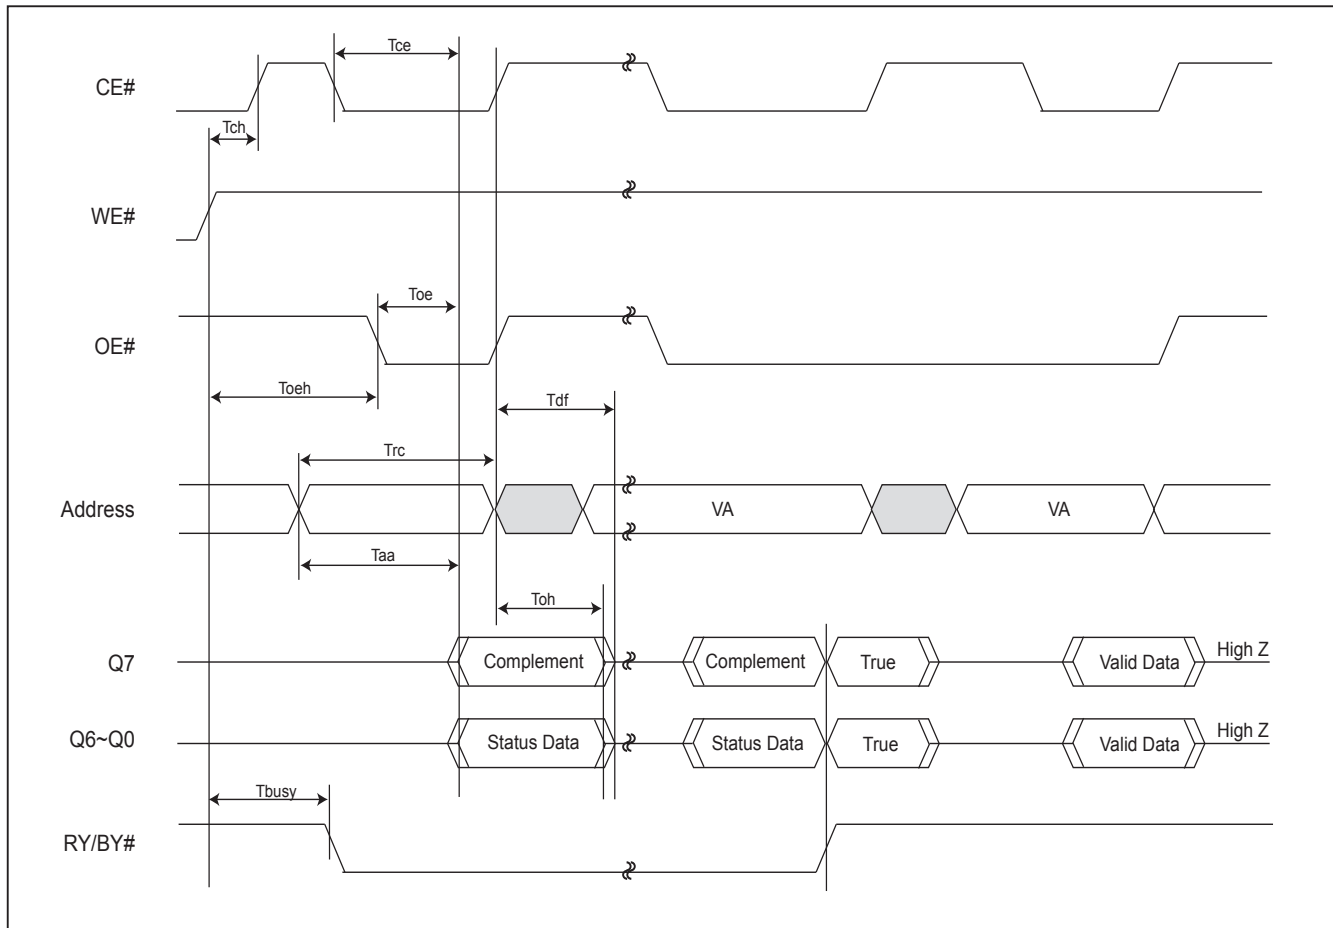 Tce
CE#
Tch
WE#
Toe
OE#
Toeh
Tdf
Trc
Address VA VA
Taa
Toh
Q7 Complement Complement True Valid Data High Z
Q6~Q0 Status Data Status Data True Valid Data High Z
Tbusy
RY/BY#